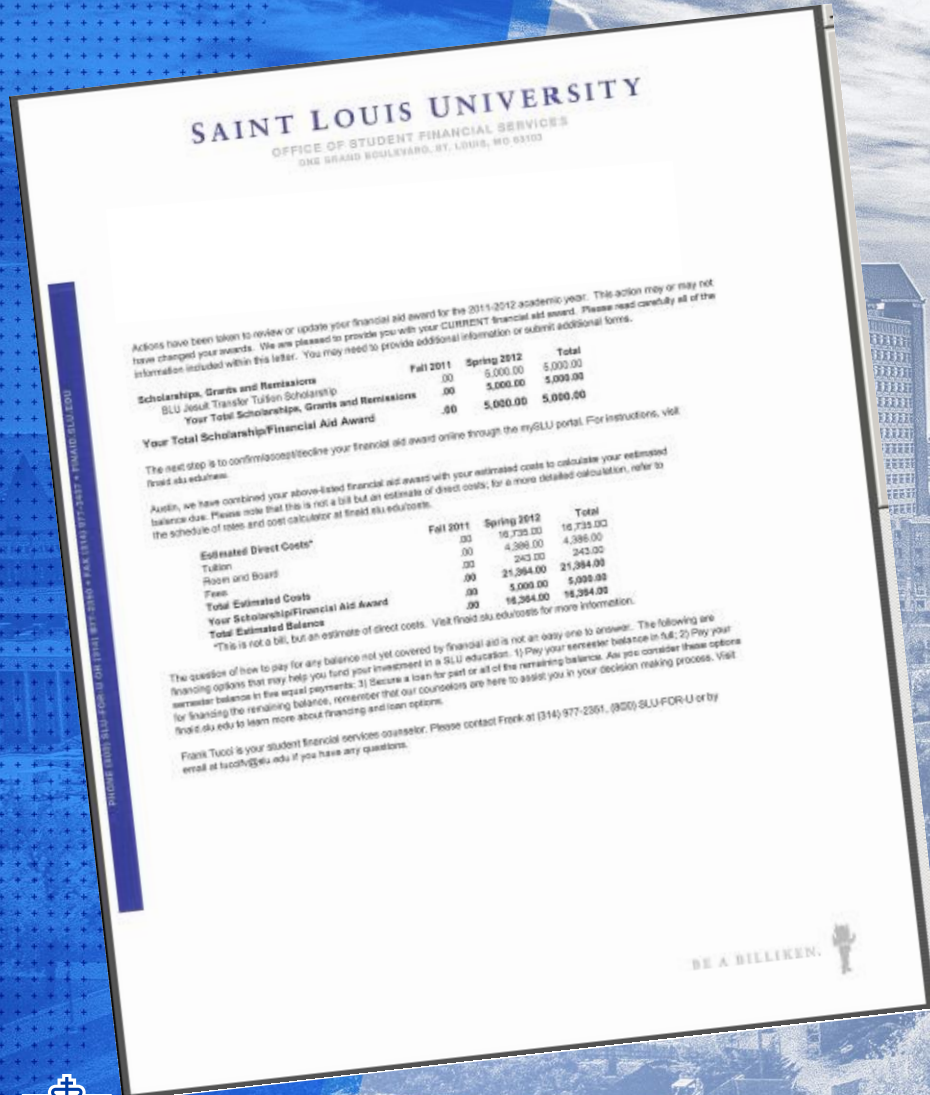 SAINT LOUIS UNIVERSITY
OFFICE OF STUDENT FINANCIAL SERVICES
ONE GRAND BOULEVARD, ST. LOUIS, MO 63103
PHONE (800) SLU-FOR-U OR (314) 977-2350 • FAX (314) 977-3437 • FINAID.SLU.EDU
Actions have been taken to review or update your financial aid award for the 2011-2012 academic year. This action may or may not
have changed your awards. We are pleased to provide you with your CURRENT financial aid award. Please read carefully all of the
information included within this letter. You may need to provide additional information or submit additional forms.
Fall 2011 Spring 2012 Total
Scholarships, Grants and Remissions
SLU Jesuit Transfer Tuition Scholarship .00 5,000.00 5,000.00
Your Total Scholarships, Grants and Remissions .00 5,000.00 5,000.00
Your Total Scholarship/Financial Aid Award .00 5,000.00 5,000.00
The next step is to confirm/accept/decline your financial aid award online through the mySLU portal. For instructions, visit
finaid.slu.edu/new.
Austin, we have combined your above-listed financial aid award with your estimated costs to calculate your estimated
balance due. Please note that this is not a bill but an estimate of direct costs; for a more detailed calculation, refer to
the schedule of rates and cost calculator at finaid.slu.edu/costs.
Estimated Direct Costs* Fall 2011 Spring 2012 Total
Tuition .00 16,735.00 16,735.00
Room and Board .00 4,386.00 4,386.00
Fees .00 243.00 243.00
Total Estimated Costs .00 21,364.00 21,364.00
Your Scholarship/Financial Aid Award .00 5,000.00 5,000.00
Total Estimated Balance .00 16,364.00 16,364.00
*This is not a bill, but an estimate of direct costs. Visit finaid.slu.edu/costs for more information.
The question of how to pay for any balance not yet covered by financial aid is not an easy one to answer. The following are
financing options that may help you fund your investment in a SLU education. 1) Pay your semester balance in full; 2) Pay your
semester balance in five equal payments; 3) Secure a loan for part or all of the remaining balance. As you consider these options
for financing the remaining balance, remember that our counselors are here to assist you in your decision making process. Visit
finaid.slu.edu to learn more about financing and loan options.
Frank Tucci is your student financial services counselor. Please contact Frank at (314) 977-2361, (800) SLU-FOR-U or by
email at tuccifv@slu.edu if you have any questions.
BE A BILLIKEN.